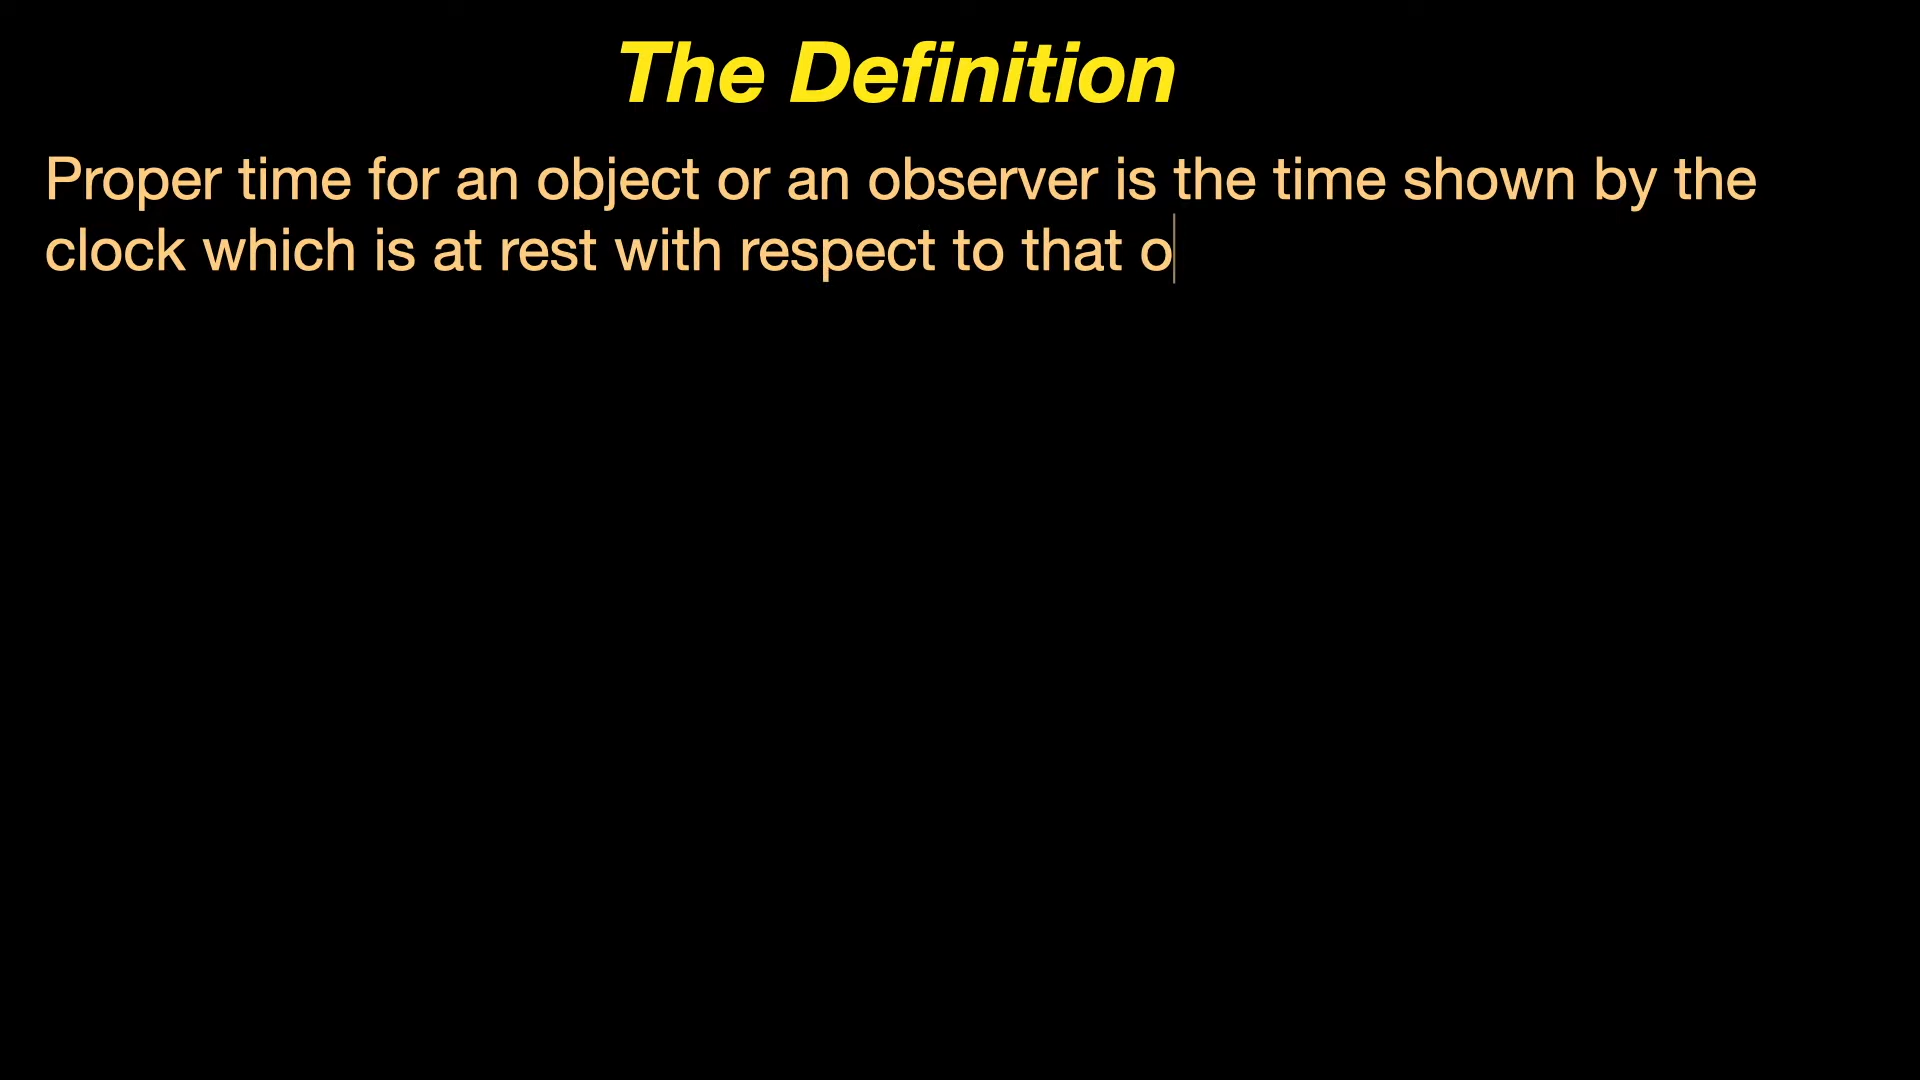 The Definition
Proper time for an object or an observer is the time shown by the
clock which is at rest with respect to that o